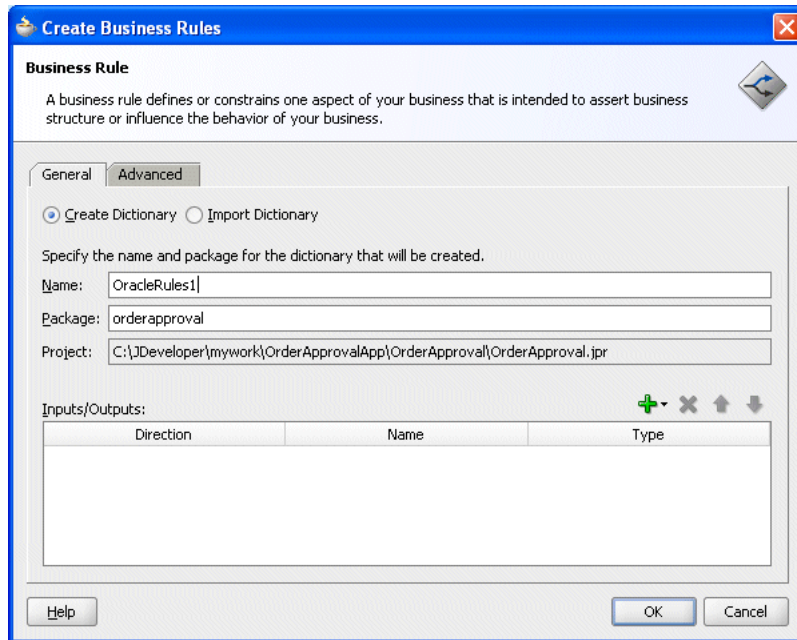 Create Business Rules
Business Rule
A business rule defines or constrains one aspect of your business that is intended to assert business
structure or influence the behavior of your business.
General Advanced
Create Dictionary Import Dictionary
Specify the name and package for the dictionary that will be created.
Name: OracleRules1
Package: orderapproval
Project: C:\JDeveloper\mywork\OrderApprovalApp\OrderApproval\OrderApproval.jpr
Inputs/Outputs:
Direction Name Type
Help OK Cancel